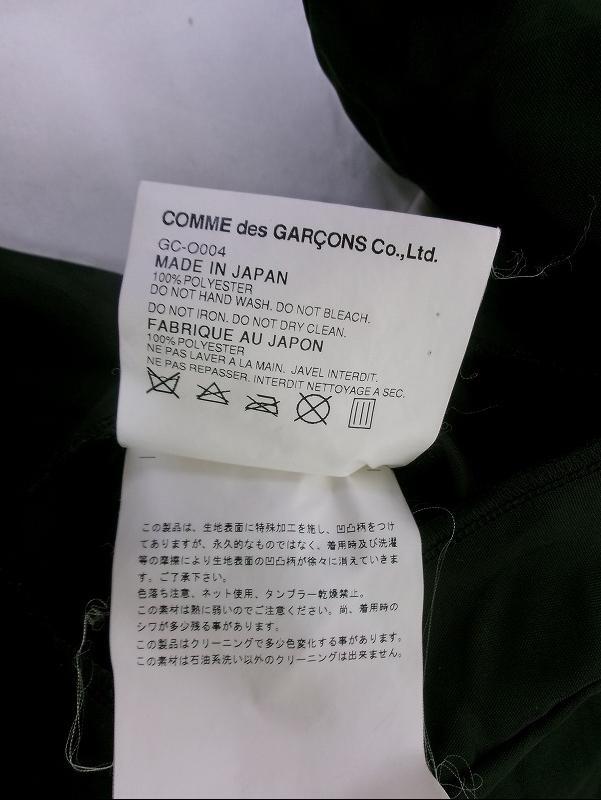 COMME des GARÇONS Co.,Ltd.
GC-O004
MADE IN JAPAN
100% POLYESTER
DO NOT HAND WASH. DO NOT BLEACH.
DO NOT IRON. DO NOT DRY CLEAN.
FABRIQUE AU JAPON
100% POLYESTER
NE PAS LAVER A LA MAIN. JAVEL INTERDIT.
NE PAS REPASSER. INTERDIT NETTOYAGE A SEC.
この製品は、生地表面に特殊加工を施し、凹凸柄をつけ
てありますが、永久的なものではなく、着用時及び洗濯
等の摩擦により生地表面の凹凸柄が徐々に消えていきま
す。ご了承下さい。
色落ち注意、ネット使用、タンブラー乾燥禁止。
この素材は熱に弱いのでご注意ください。尚、着用時の
シワが多少残る事があります。
この製品はクリーニングで多少色変化する事があります。
この素材は石油系洗い以外のクリーニングは出来ません。